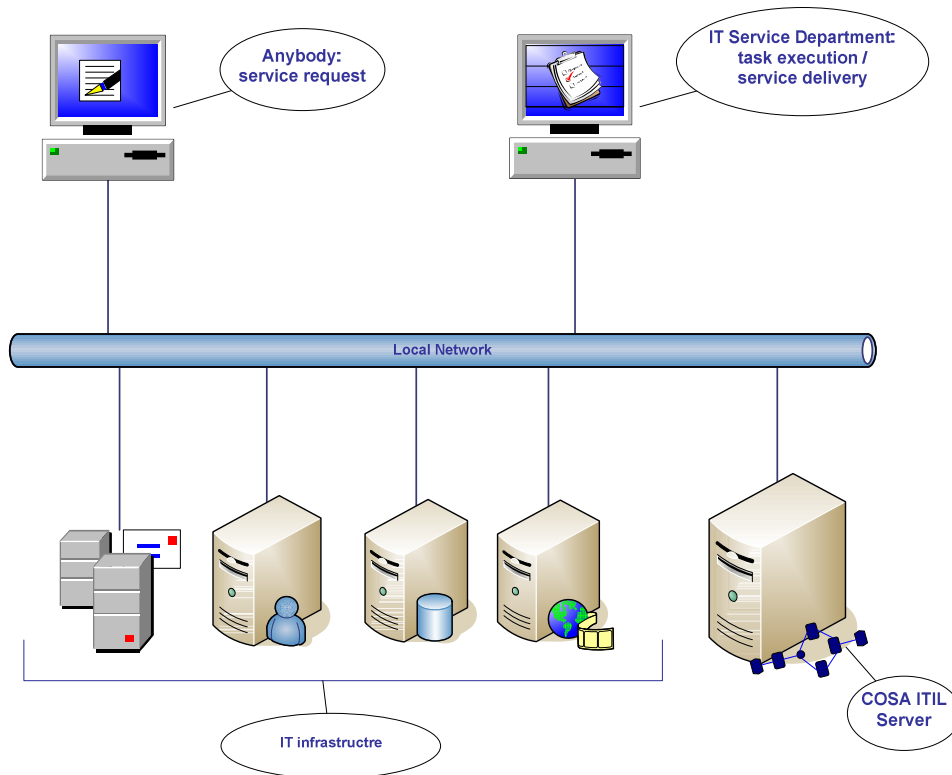 Anybody:
service request
IT Service Department:
task execution /
service delivery
Local Network
IT infrastructre
COSA ITIL
Server